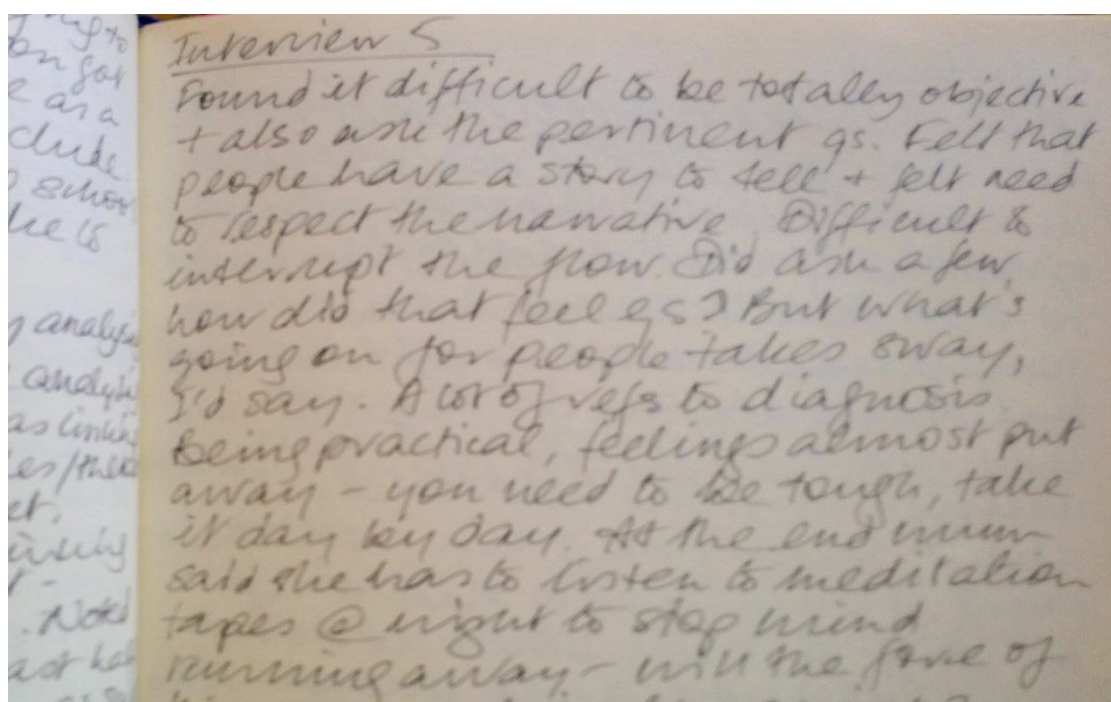 Interview 5
Found it difficult to be totally objective
+ also ask the pertinent qs. Felt that
people have a story to tell + felt need
to respect the narrative. Difficult to
interrupt the flow. Did ask a few
how did that feel qs? But what's
going on for people takes sway,
I'd say. A lot of refs to diagnosis
Being practical, feelings almost put
away – you need to be tough, take
it day by day. At the end mum
said she has to listen to meditation
tapes @ night to stop mind
running away – with the force of